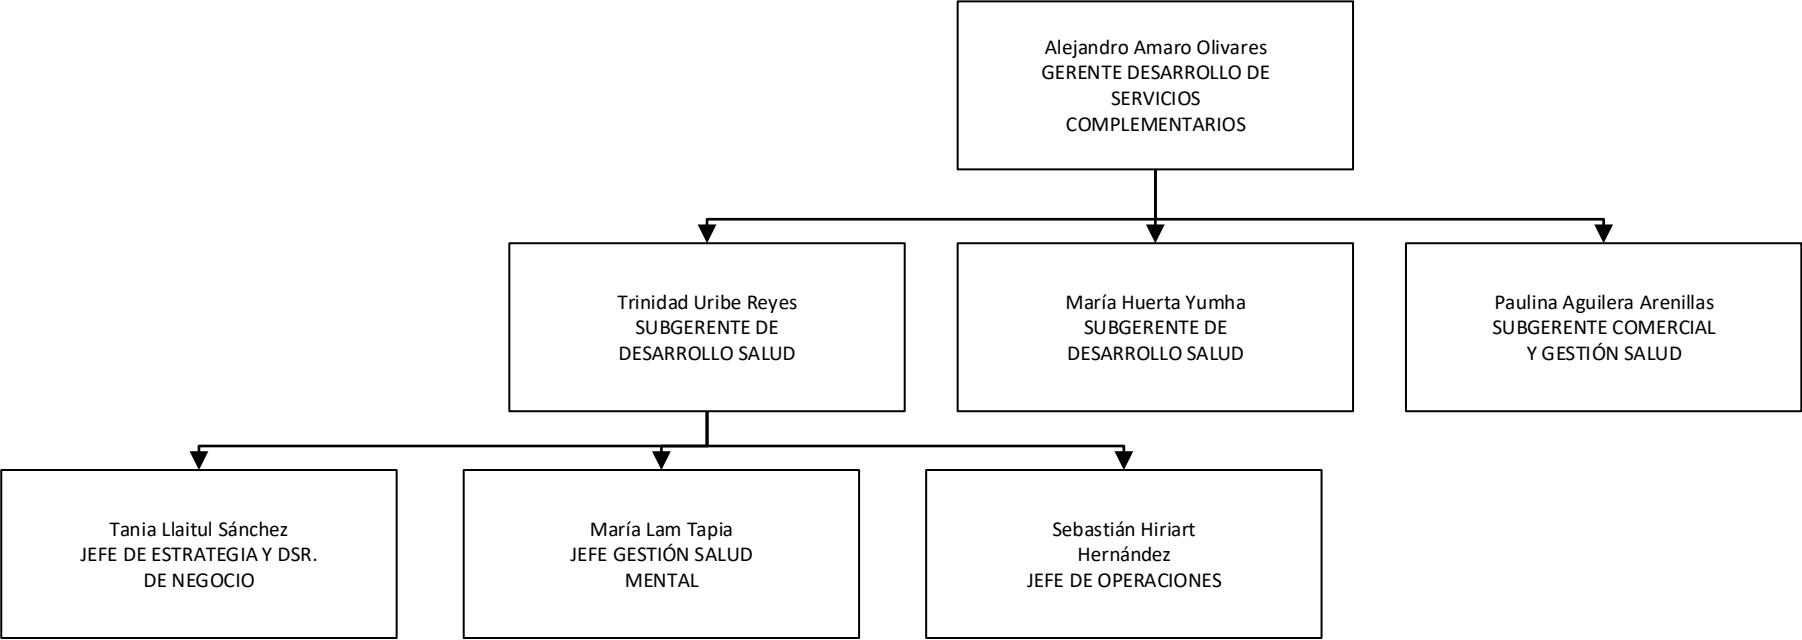 Alejandro Amaro Olivares
GERENTE DESARROLLO DE
SERVICIOS
COMPLEMENTARIOS
Trinidad Uribe Reyes
SUBGERENTE DE
DESARROLLO SALUD
María Huerta Yumha
SUBGERENTE DE
DESARROLLO SALUD
Paulina Aguilera Arenillas
SUBGERENTE COMERCIAL
Y GESTIÓN SALUD
Tania Llaitul Sánchez
JEFE DE ESTRATEGIA Y DSR.
DE NEGOCIO
María Lam Tapia
JEFE GESTIÓN SALUD
MENTAL
Sebastián Hiriart
Hernández
JEFE DE OPERACIONES